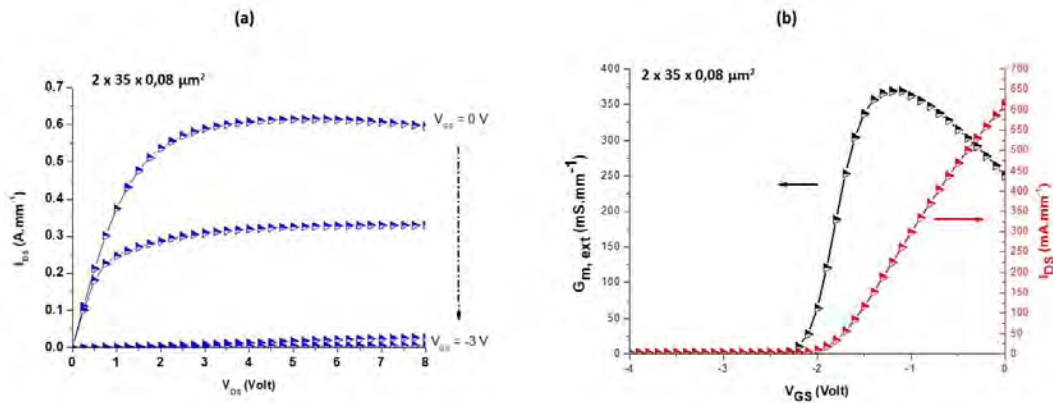 (a)
2 x 35 x 0,08 µm²
I_DS (A.mm⁻¹)
0.7
0.6
0.5
0.4
0.3
0.2
0.1
0.0
V_GS = 0 V
V_GS = -3 V
0 1 2 3 4 5 6 7 8
V_DS (Volt)
(b)
2 x 35 x 0,08 µm²
G_m, ext (mS.mm⁻¹)
400
350
300
250
200
150
100
50
0
700
650
600
550
500
450
400
350
300
250
200
150
100
50
0
I_DS (mA.mm⁻¹)
-4 -3 -2 -1 0
V_GS (Volt)